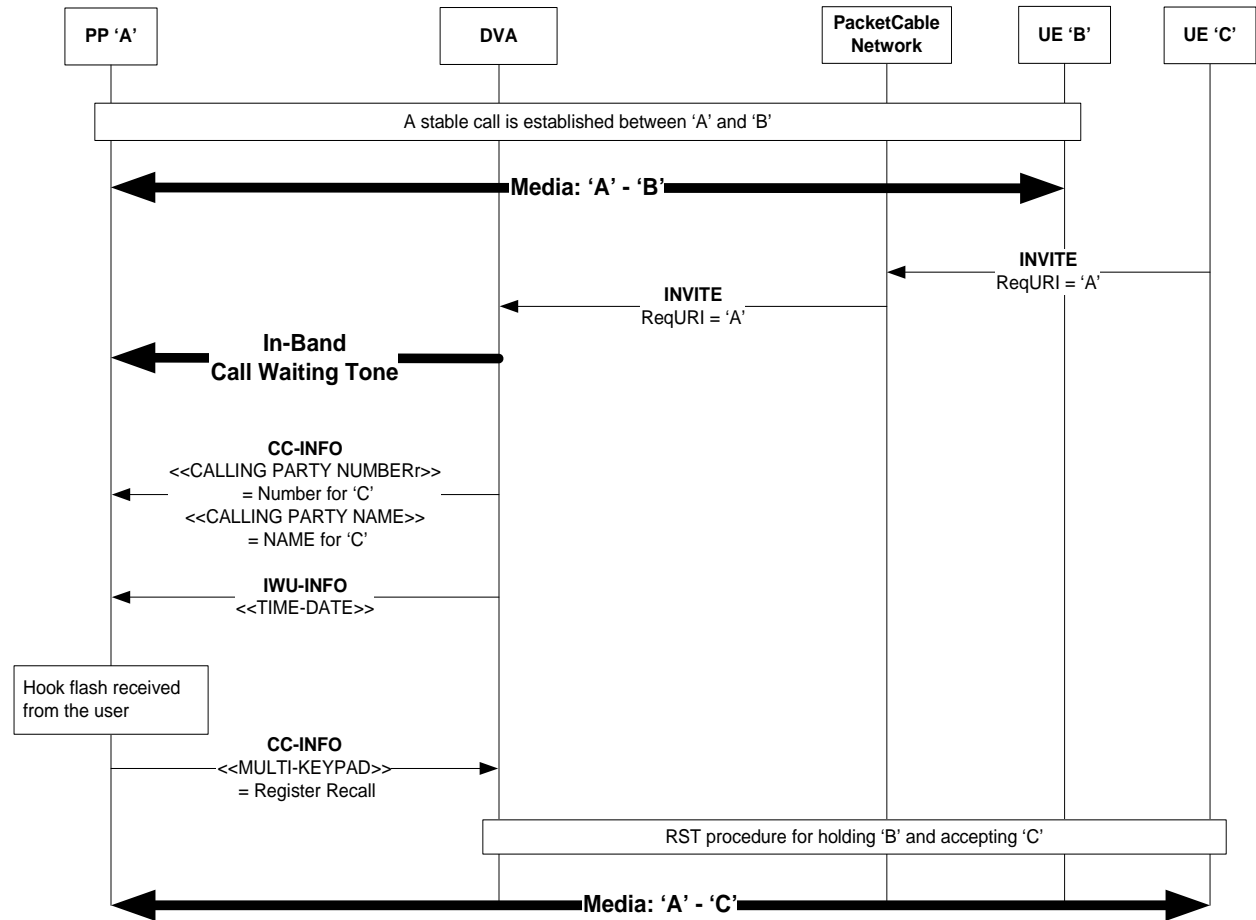 PP ‘A’
DVA
PacketCable
Network
UE ‘B’
UE ‘C’
A stable call is established between ‘A’ and ‘B’
Media: ‘A’ - ‘B’
INVITE
ReqURI = ‘A’
INVITE
ReqURI = ‘A’
In-Band
Call Waiting Tone
CC-INFO
<<CALLING PARTY NUMBERr>>
= Number for ‘C’
<<CALLING PARTY NAME>>
= NAME for ‘C’
IWU-INFO
<<TIME-DATE>>
Hook flash received
from the user
CC-INFO
<<MULTI-KEYPAD>>
= Register Recall
RST procedure for holding ‘B’ and accepting ‘C’
Media: ‘A’ - ‘C’